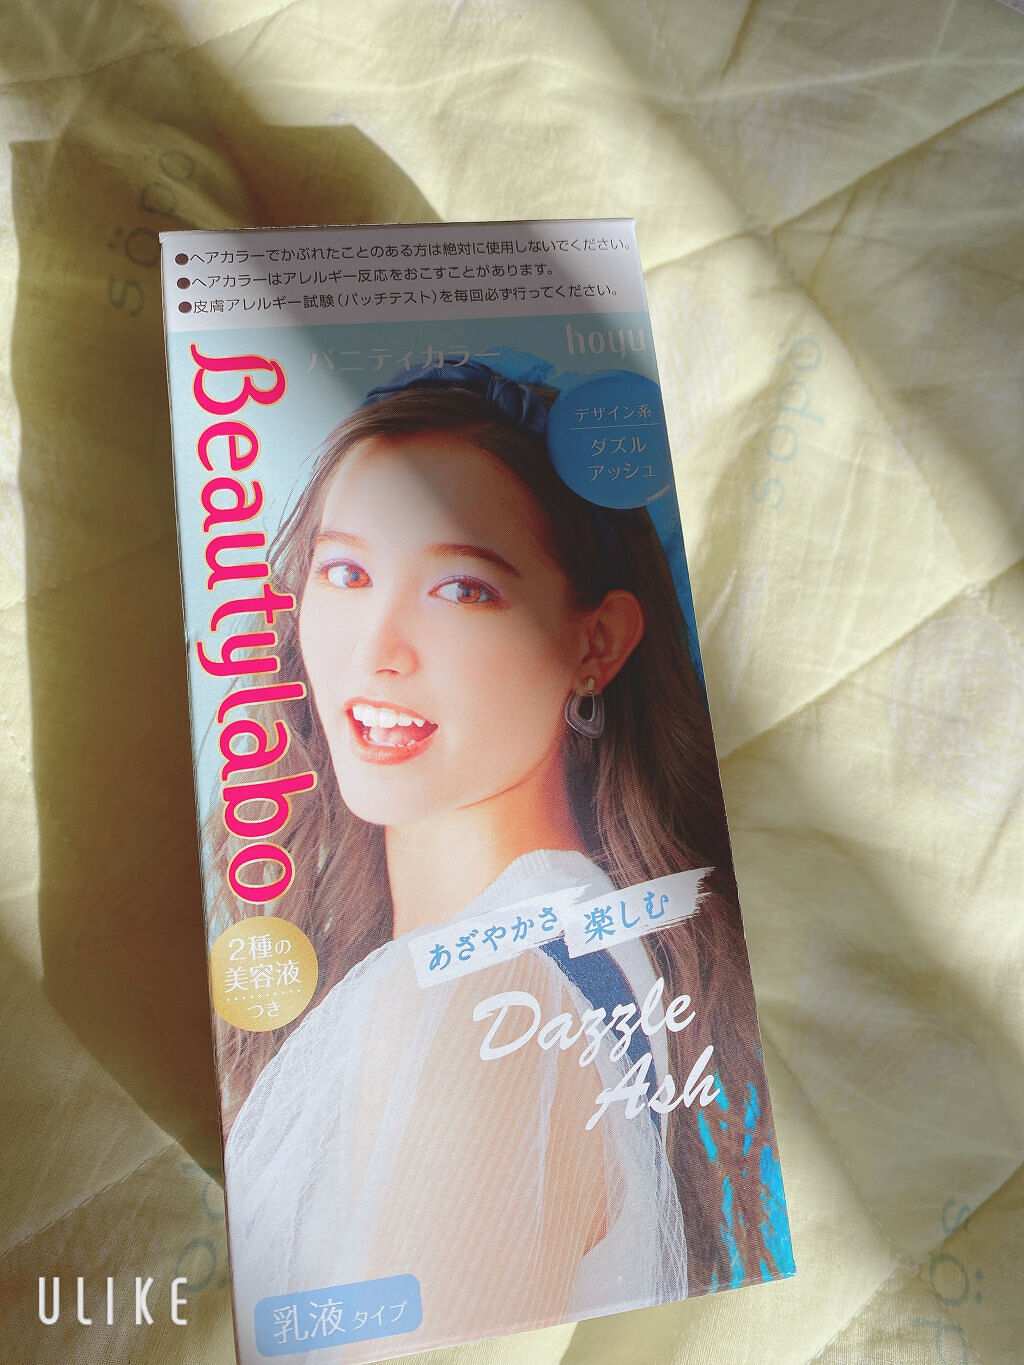 ●ヘアカラーでかぶれたことのある方は絶対に使用しないでください。
●ヘアカラーはアレルギー反応をおこすことがあります。
●皮膚アレルギー試験(パッチテスト)を毎回必ず行ってください。
hoyu
バニティカラー
Beautylabo
デザイン系
ダズル
アッシュ
あざやかさ
楽しむ
2種の
美容液
つき
Dazzle
Ash
乳液タイプ
ULIKE
söpö
söpö